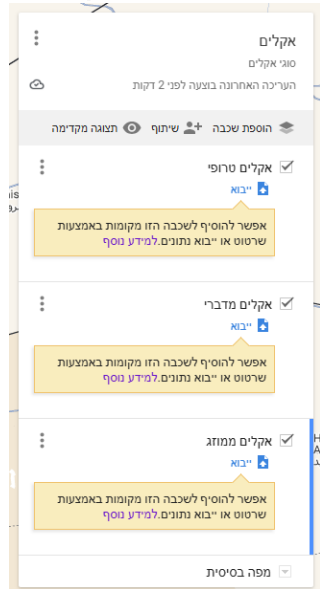 אקלים
סוגי אקלים
העריכה האחרונה בוצעה לפני 2 דקות
הוספת שכבה שיתוף תצוגה מקדימה
אקלים טרופי
ייבוא
אפשר להוסיף לשכבה הזו מקומות באמצעות
שרטוט או ייבוא נתונים.למידע נוסף
אקלים מדברי
ייבוא
אפשר להוסיף לשכבה הזו מקומות באמצעות
שרטוט או ייבוא נתונים.למידע נוסף
אקלים ממוזג
ייבוא
אפשר להוסיף לשכבה הזו מקומות באמצעות
שרטוט או ייבוא נתונים.למידע נוסף
מפה בסיסית